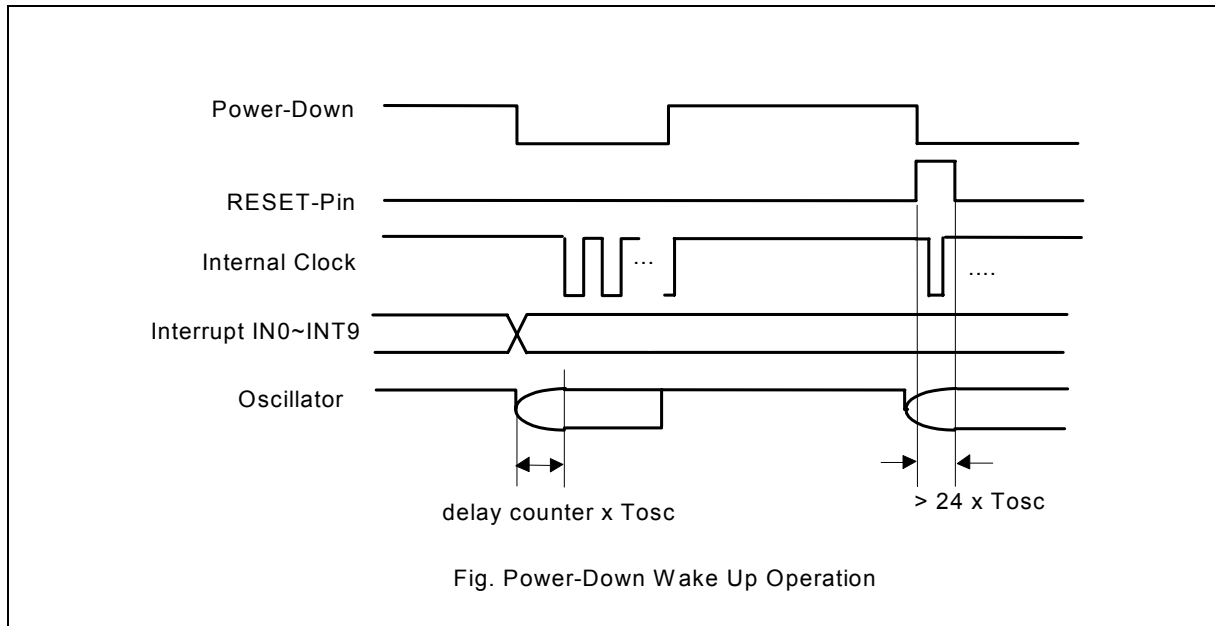 Power-Down
RESET-Pin
Internal Clock
...
....
Interrupt IN0~INT9
Oscillator
delay counter x Tosc
> 24 x Tosc
Fig. Power-Down Wake Up Operation